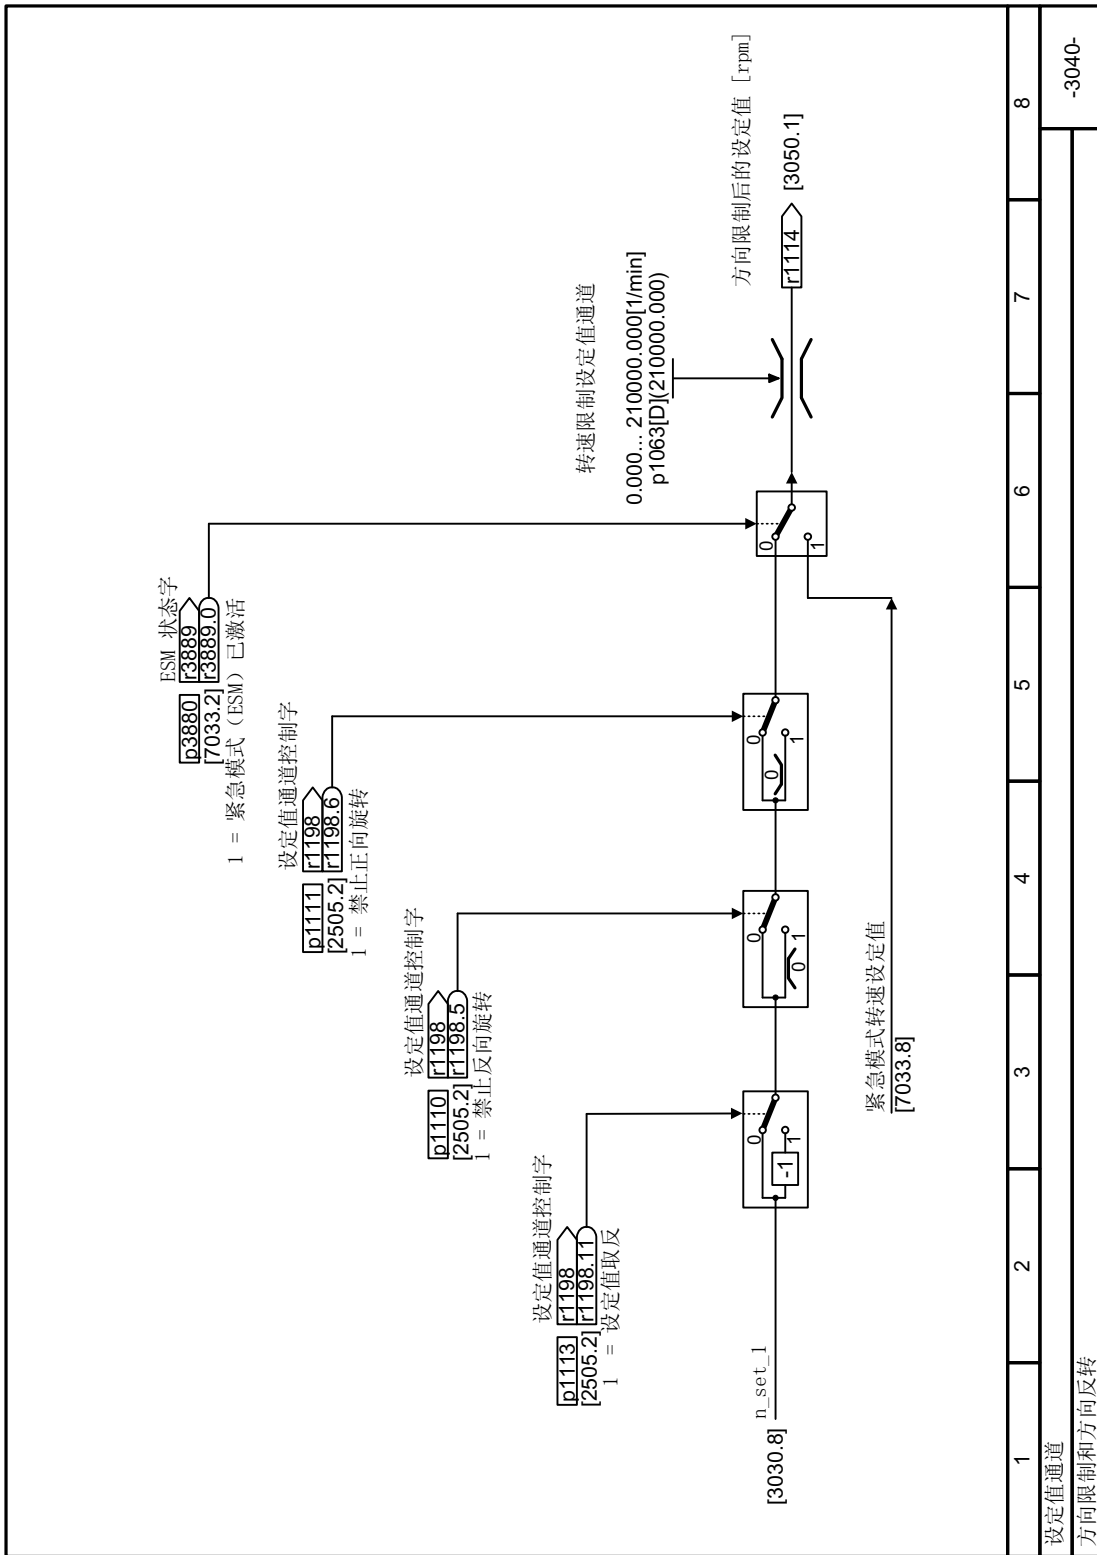 ESM 状态字
p3880 r3889
[7033.2] r3889.0
1 = 紧急模式（ESM）已激活
设定值通道控制字
p1111 r1198
[2505.2] r1198.6
1 = 禁止正向旋转
设定值通道控制字
p1110 r1198
[2505.2] r1198.5
1 = 禁止反向旋转
设定值通道控制字
p1113 r1198
[2505.2] r1198.11
1 = 设定值取反
转速限制设定值通道
0.000... 210000.000[1/min]
p1063[D](210000.000)
方向限制后的设定值 [rpm]
[3030.8] n_set_1
0
-1
1
0
0
1
0
0
1
0
1
r1114 [3050.1]
紧急模式转速设定值
[7033.8]
1 2 3 4 5 6 7 8
设定值通道
方向限制和方向反转
-3040-